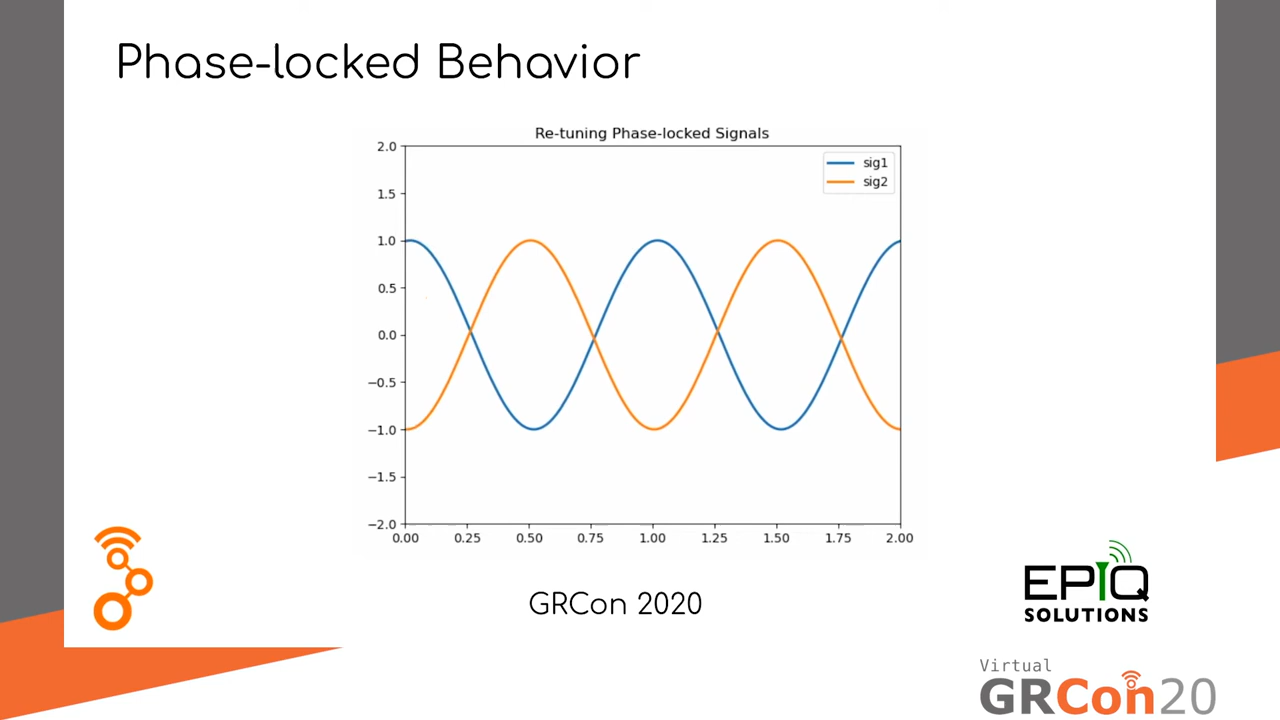 Phase-locked Behavior
Re-tuning Phase-locked Signals
2.0
1.5
1.0
0.5
0.0
−0.5
−1.0
−1.5
−2.0
sig1
sig2
0.00 0.25 0.50 0.75 1.00 1.25 1.50 1.75 2.00
GRCon 2020
EPIQ
SOLUTIONS
Virtual
GRCon20